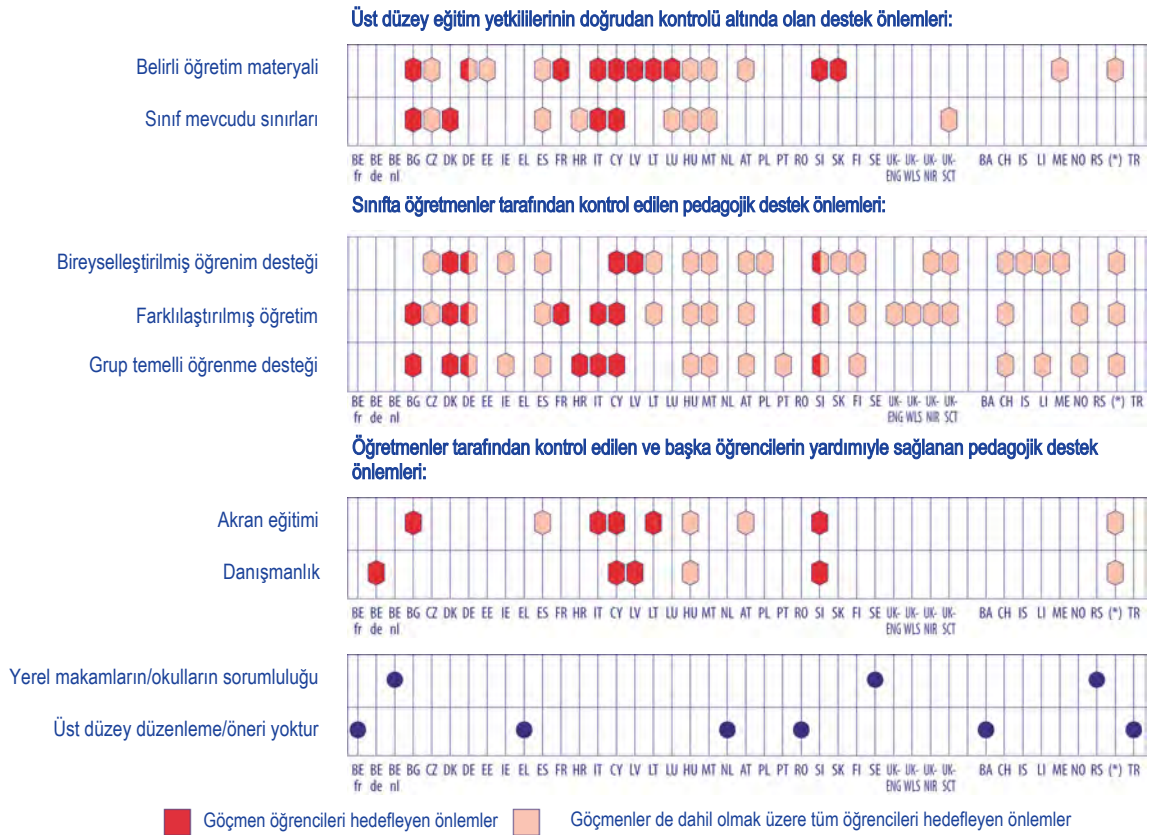 Üst düzey eğitim yetkililerinin doğrudan kontrolü altında olan destek önlemleri:
Belirli öğretim materyali
Sınıf mevcudu sınırları
BE BE BE BG CZ DK DE EE IE EL ES FR HR IT CY LV LT LU HU MT NL AT PL PT RO SI SK FI SE UK- UK- UK- UK- BA CH IS LI ME NO RS (*) TR
fr de nl ENG WLS NIR SCT
Sınıfta öğretmenler tarafından kontrol edilen pedagojik destek önlemleri:
Bireyselleştirilmiş öğrenim desteği
Farklılaştırılmış öğretim
Grup temelli öğrenme desteği
BE BE BE BG CZ DK DE EE IE EL ES FR HR IT CY LV LT LU HU MT NL AT PL PT RO SI SK FI SE UK- UK- UK- UK- BA CH IS LI ME NO RS (*) TR
fr de nl ENG WLS NIR SCT
Öğretmenler tarafından kontrol edilen ve başka öğrencilerin yardımıyle sağlanan pedagojik destek
önlemleri:
Akran eğitimi
Danışmanlık
BE BE BE BG CZ DK DE EE IE EL ES FR HR IT CY LV LT LU HU MT NL AT PL PT RO SI SK FI SE UK- UK- UK- UK- BA CH IS LI ME NO RS (*) TR
fr de nl ENG WLS NIR SCT
Yerel makamların/okulların sorumluluğu
Üst düzey düzenleme/öneri yoktur
BE BE BE BG CZ DK DE EE IE EL ES FR HR IT CY LV LT LU HU MT NL AT PL PT RO SI SK FI SE UK- UK- UK- UK- BA CH IS LI ME NO RS (*) TR
fr de nl ENG WLS NIR SCT
Göçmen öğrencileri hedefleyen önlemler Göçmenler de dahil olmak üzere tüm öğrencileri hedefleyen önlemler